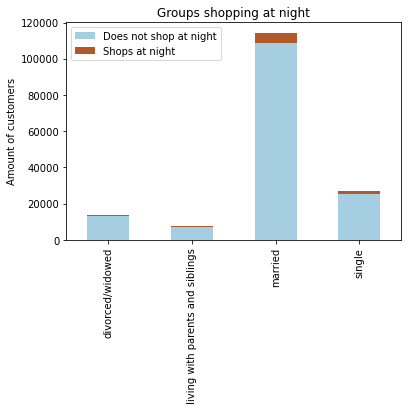 Groups shopping at night
Does not shop at night
Shops at night
Amount of customers
120000
100000
80000
60000
40000
20000
0
divorced/widowed
living with parents and siblings
married
single